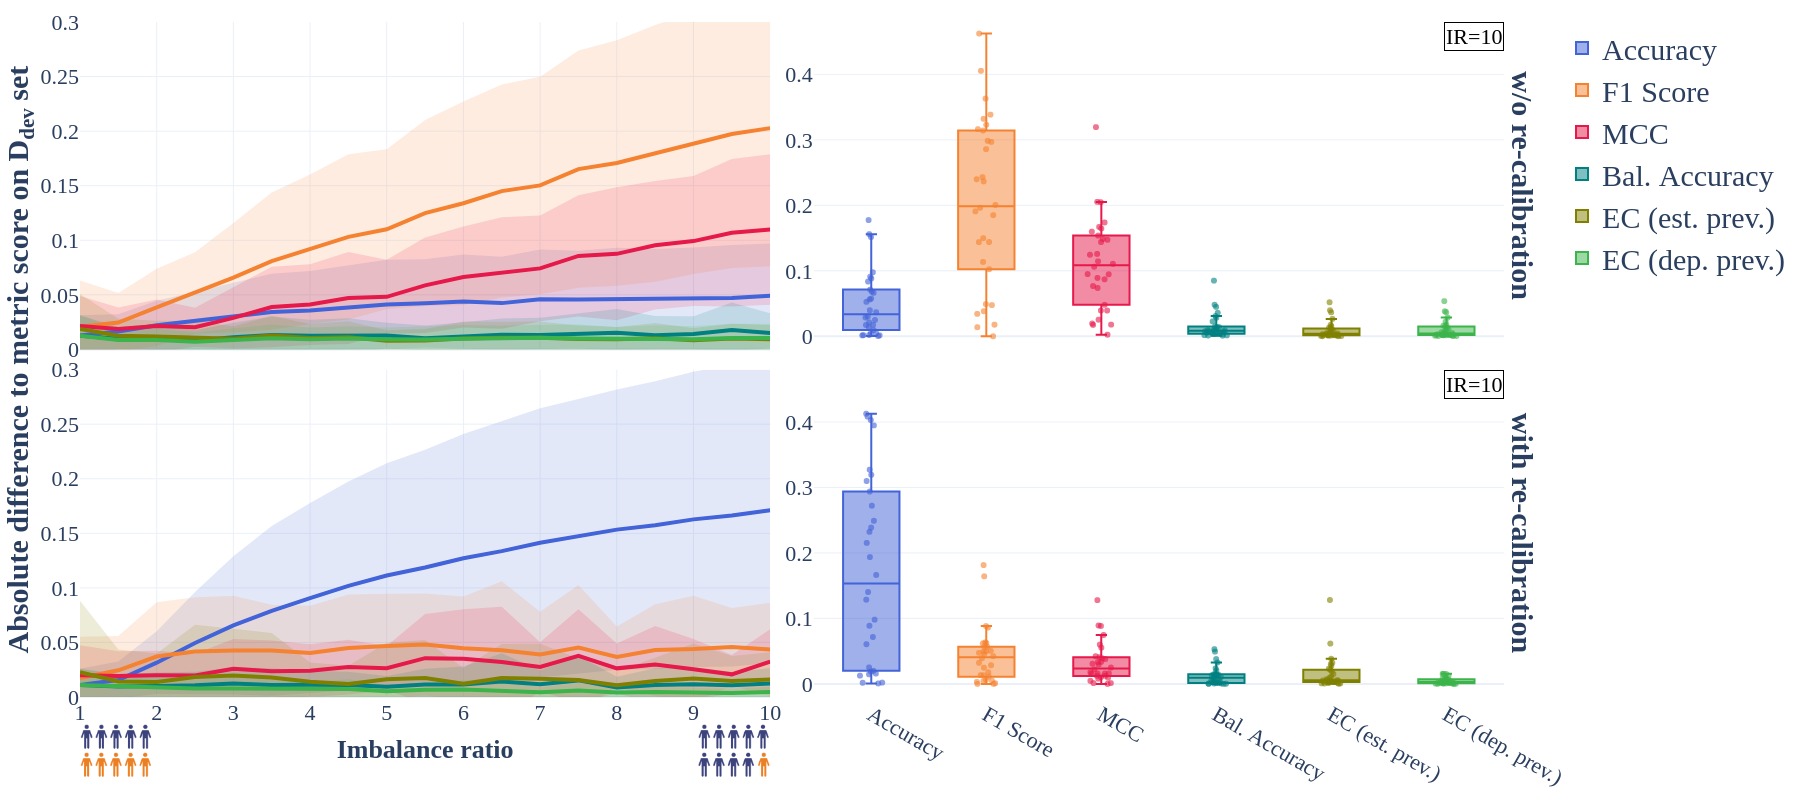 Absolute difference to metric score on D_dev set
0.3
0.25
0.2
0.15
0.1
0.05
0
0.3
0.25
0.2
0.15
0.1
0.05
0
1
2
3
4
5
6
7
8
9
10
Imbalance ratio
0.4
0.3
0.2
0.1
0
IR=10
w/o re-calibration
0.4
0.3
0.2
0.1
0
IR=10
with re-calibration
Accuracy
F1 Score
MCC
Bal. Accuracy
EC (est. prev.)
EC (dep. prev.)
Accuracy
F1 Score
MCC
Bal. Accuracy
EC (est. prev.)
EC (dep. prev.)